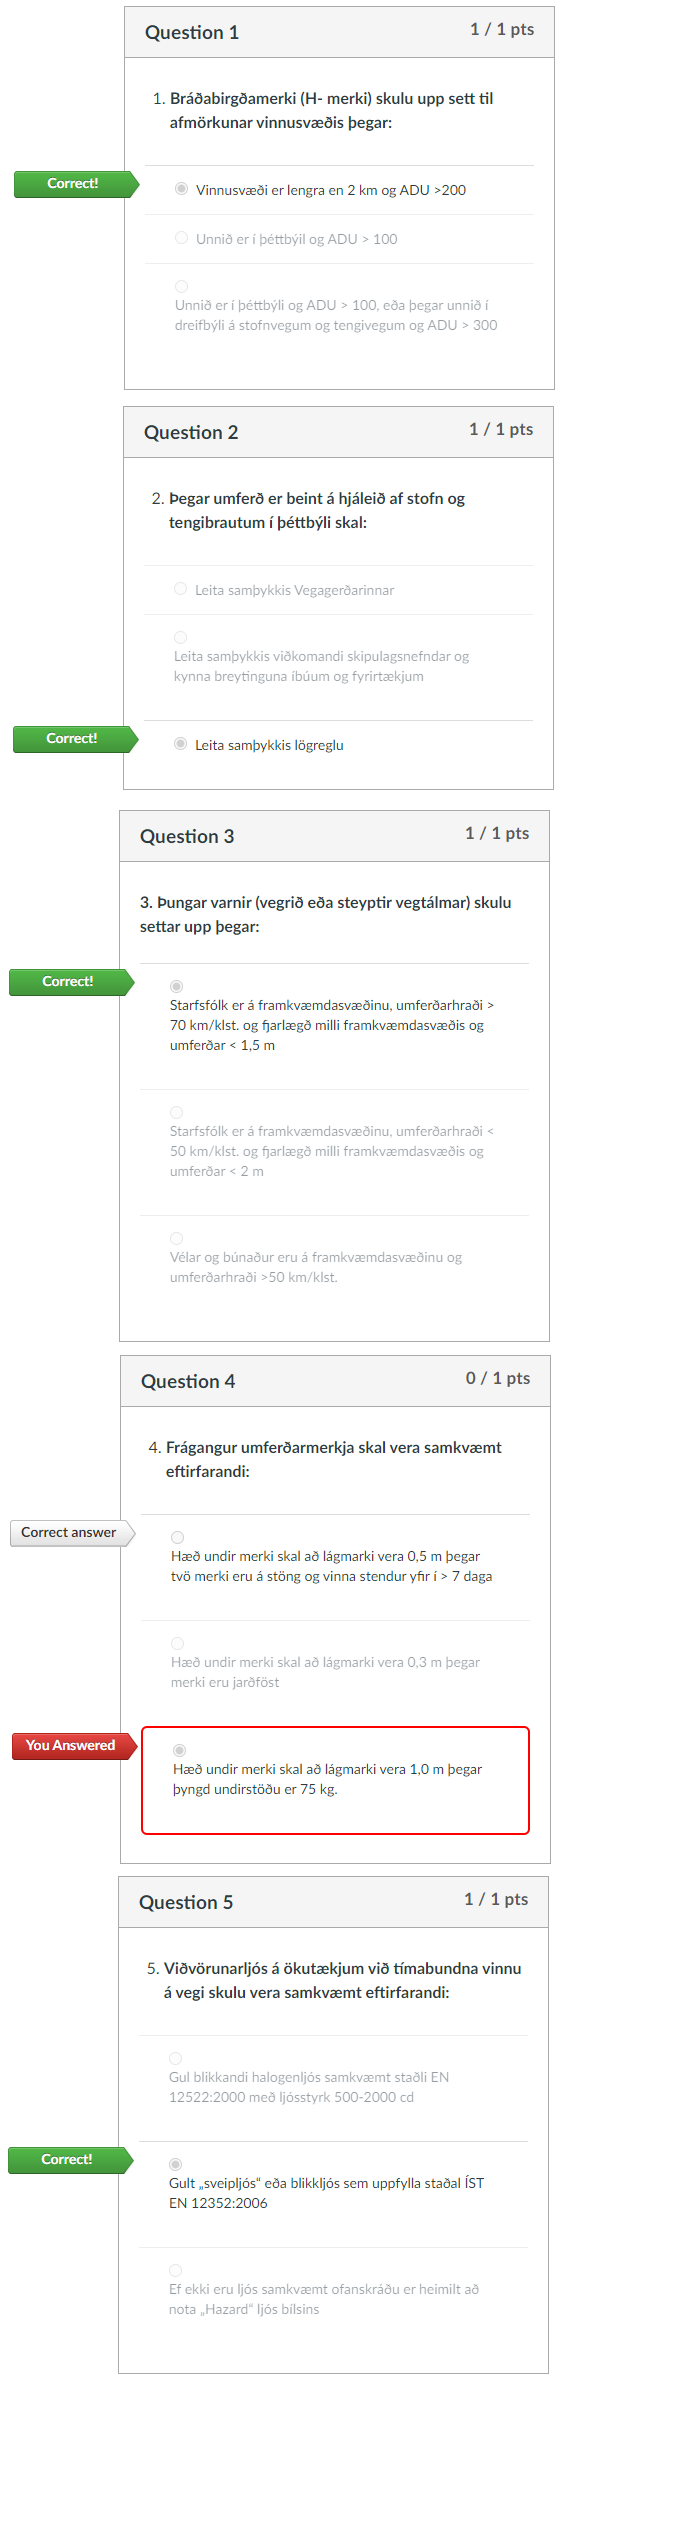 Question 1
1 / 1 pts
1. Bráðabirgðamerki (H- merki) skulu upp sett til
afmörkunar vinnusvæðis þegar:
Correct!
Vinnusvæði er lengra en 2 km og ADU >200
Unnið er í þéttbýil og ADU > 100
Unnið er í þéttbýli og ADU > 100, eða þegar unnið í
dreifbýli á stofnvegum og tengivegum og ADU > 300
Question 2
1 / 1 pts
2. Þegar umferð er beint á hjáleið af stofn og
tengibrautum í þéttbýli skal:
Leita samþykkis Vegagerðarinnar
Leita samþykkis viðkomandi skipulagsnefndar og
kynna breytinguna íbúum og fyrirtækjum
Correct!
Leita samþykkis lögreglu
Question 3
1 / 1 pts
3. Þungar varnir (vegrið eða steyptir vegtálmar) skulu
settar upp þegar:
Correct!
Starfsfólk er á framkvæmdasvæðinu, umferðarhraði >
70 km/klst. og fjarlægð milli framkvæmdasvæðis og
umferðar < 1,5 m
Starfsfólk er á framkvæmdasvæðinu, umferðarhraði <
50 km/klst. og fjarlægð milli framkvæmdasvæðis og
umferðar < 2 m
Vélar og búnaður eru á framkvæmdasvæðinu og
umferðarhraði >50 km/klst.
Question 4
0 / 1 pts
4. Frágangur umferðarmerkja skal vera samkvæmt
eftirfarandi:
Correct answer
Hæð undir merki skal að lágmarki vera 0,5 m þegar
tvö merki eru á stöng og vinna stendur yfir í > 7 daga
Hæð undir merki skal að lágmarki vera 0,3 m þegar
merki eru jarðföst
You Answered
Hæð undir merki skal að lágmarki vera 1,0 m þegar
þyngd undirstöðu er 75 kg.
Question 5
1 / 1 pts
5. Viðvörunarljós á ökutækjum við tímabundna vinnu
á vegi skulu vera samkvæmt eftirfarandi:
Gul blikkandi halogenljós samkvæmt staðli EN
12522:2000 með ljósstyrk 500-2000 cd
Correct!
Gult „sveipljós“ eða blikkljós sem uppfylla staðal ÍST
EN 12352:2006
Ef ekki eru ljós samkvæmt ofanskráðu er heimilt að
nota „Hazard“ ljós bílsins